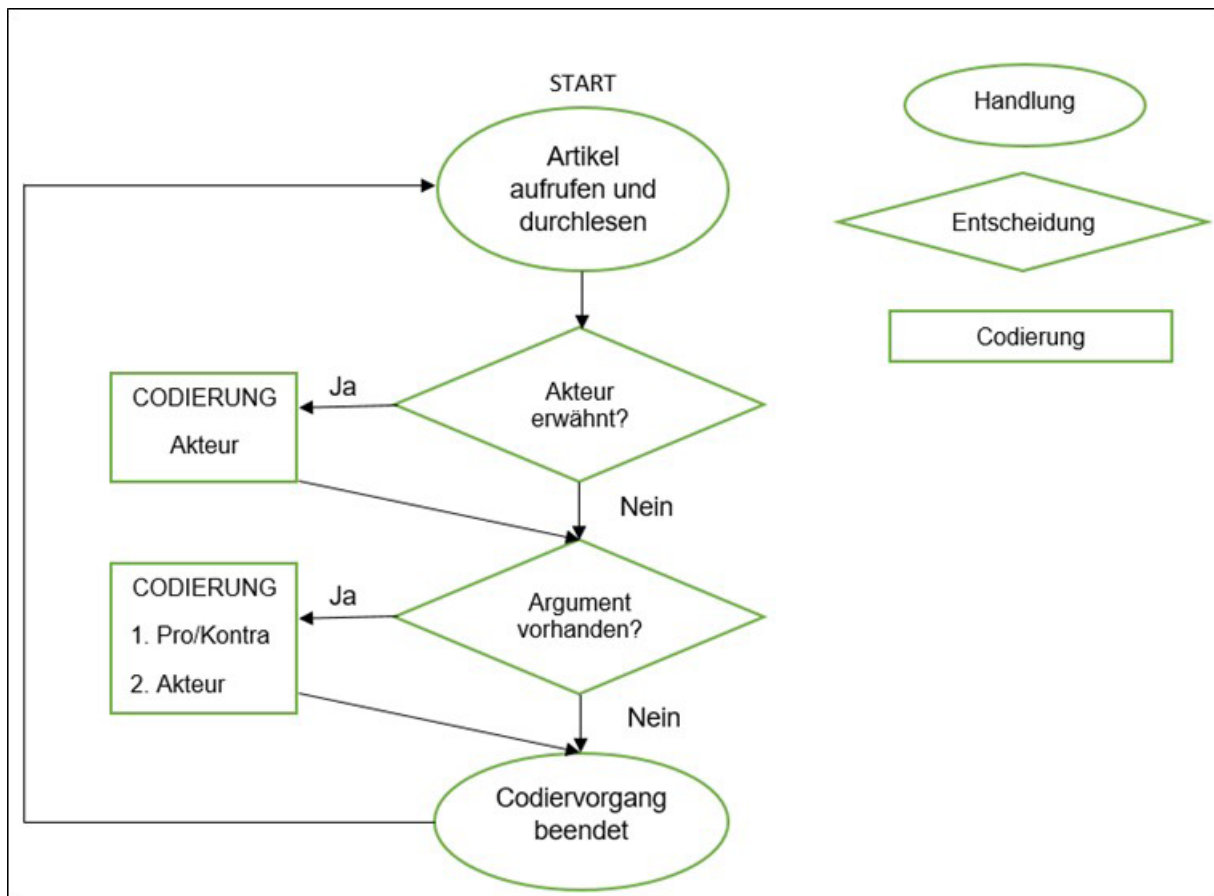 START
Artikel
aufrufen und
durchlesen
Akteur
erwähnt?
Ja
CODIERUNG
Akteur
Nein
Argument
vorhanden?
Ja
CODIERUNG
1. Pro/Kontra
2. Akteur
Nein
Codiervorgang
beendet
Handlung
Entscheidung
Codierung